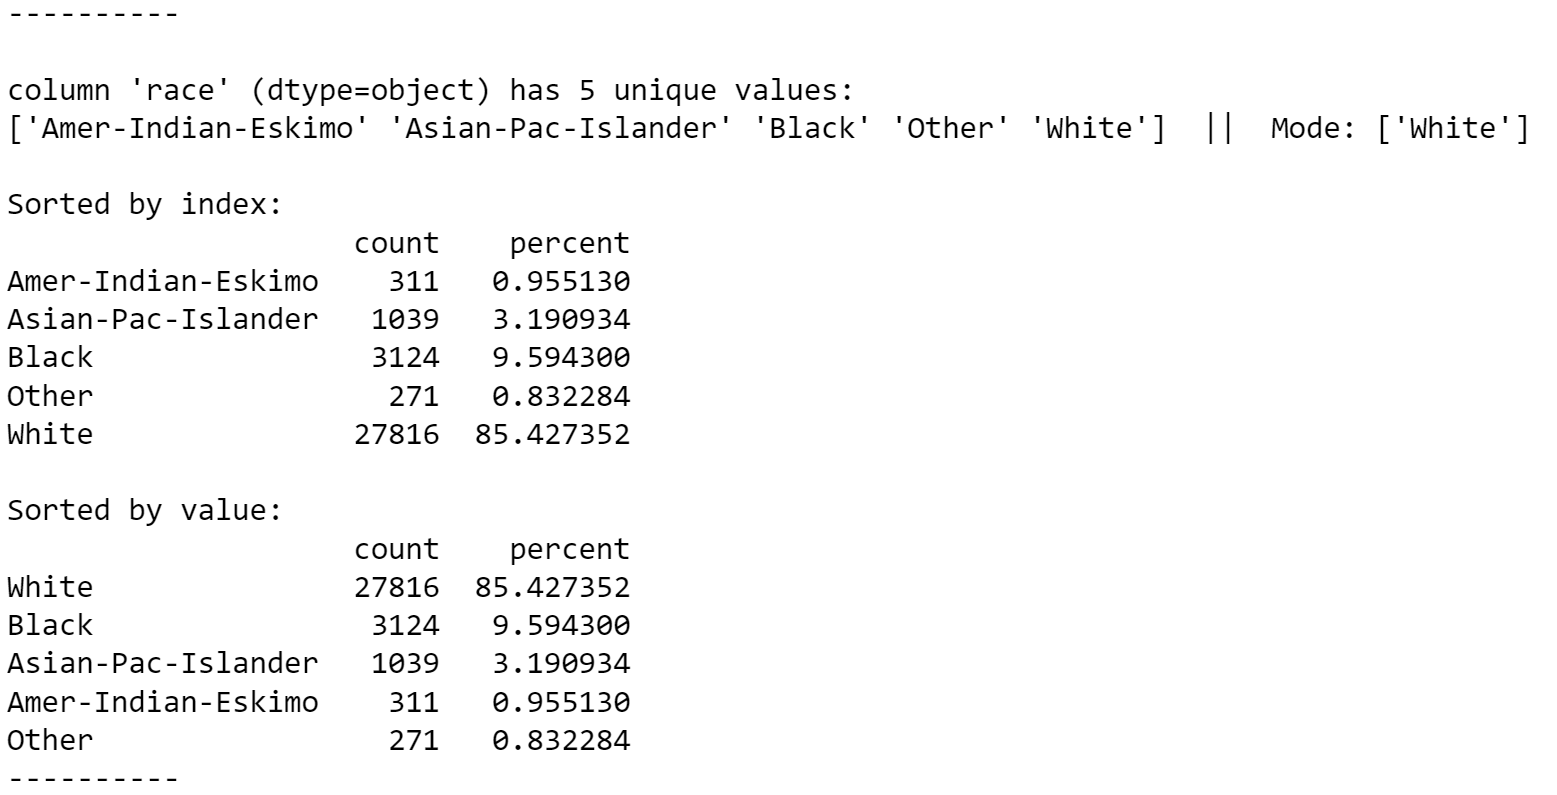 ----------
column 'race' (dtype=object) has 5 unique values:
['Amer-Indian-Eskimo' 'Asian-Pac-Islander' 'Black' 'Other' 'White']  ||  Mode: ['White']
Sorted by index:
                    count    percent
Amer-Indian-Eskimo    311   0.955130
Asian-Pac-Islander   1039   3.190934
Black                3124   9.594300
Other                 271   0.832284
White               27816  85.427352
Sorted by value:
                    count    percent
White               27816  85.427352
Black                3124   9.594300
Asian-Pac-Islander   1039   3.190934
Amer-Indian-Eskimo    311   0.955130
Other                 271   0.832284
----------